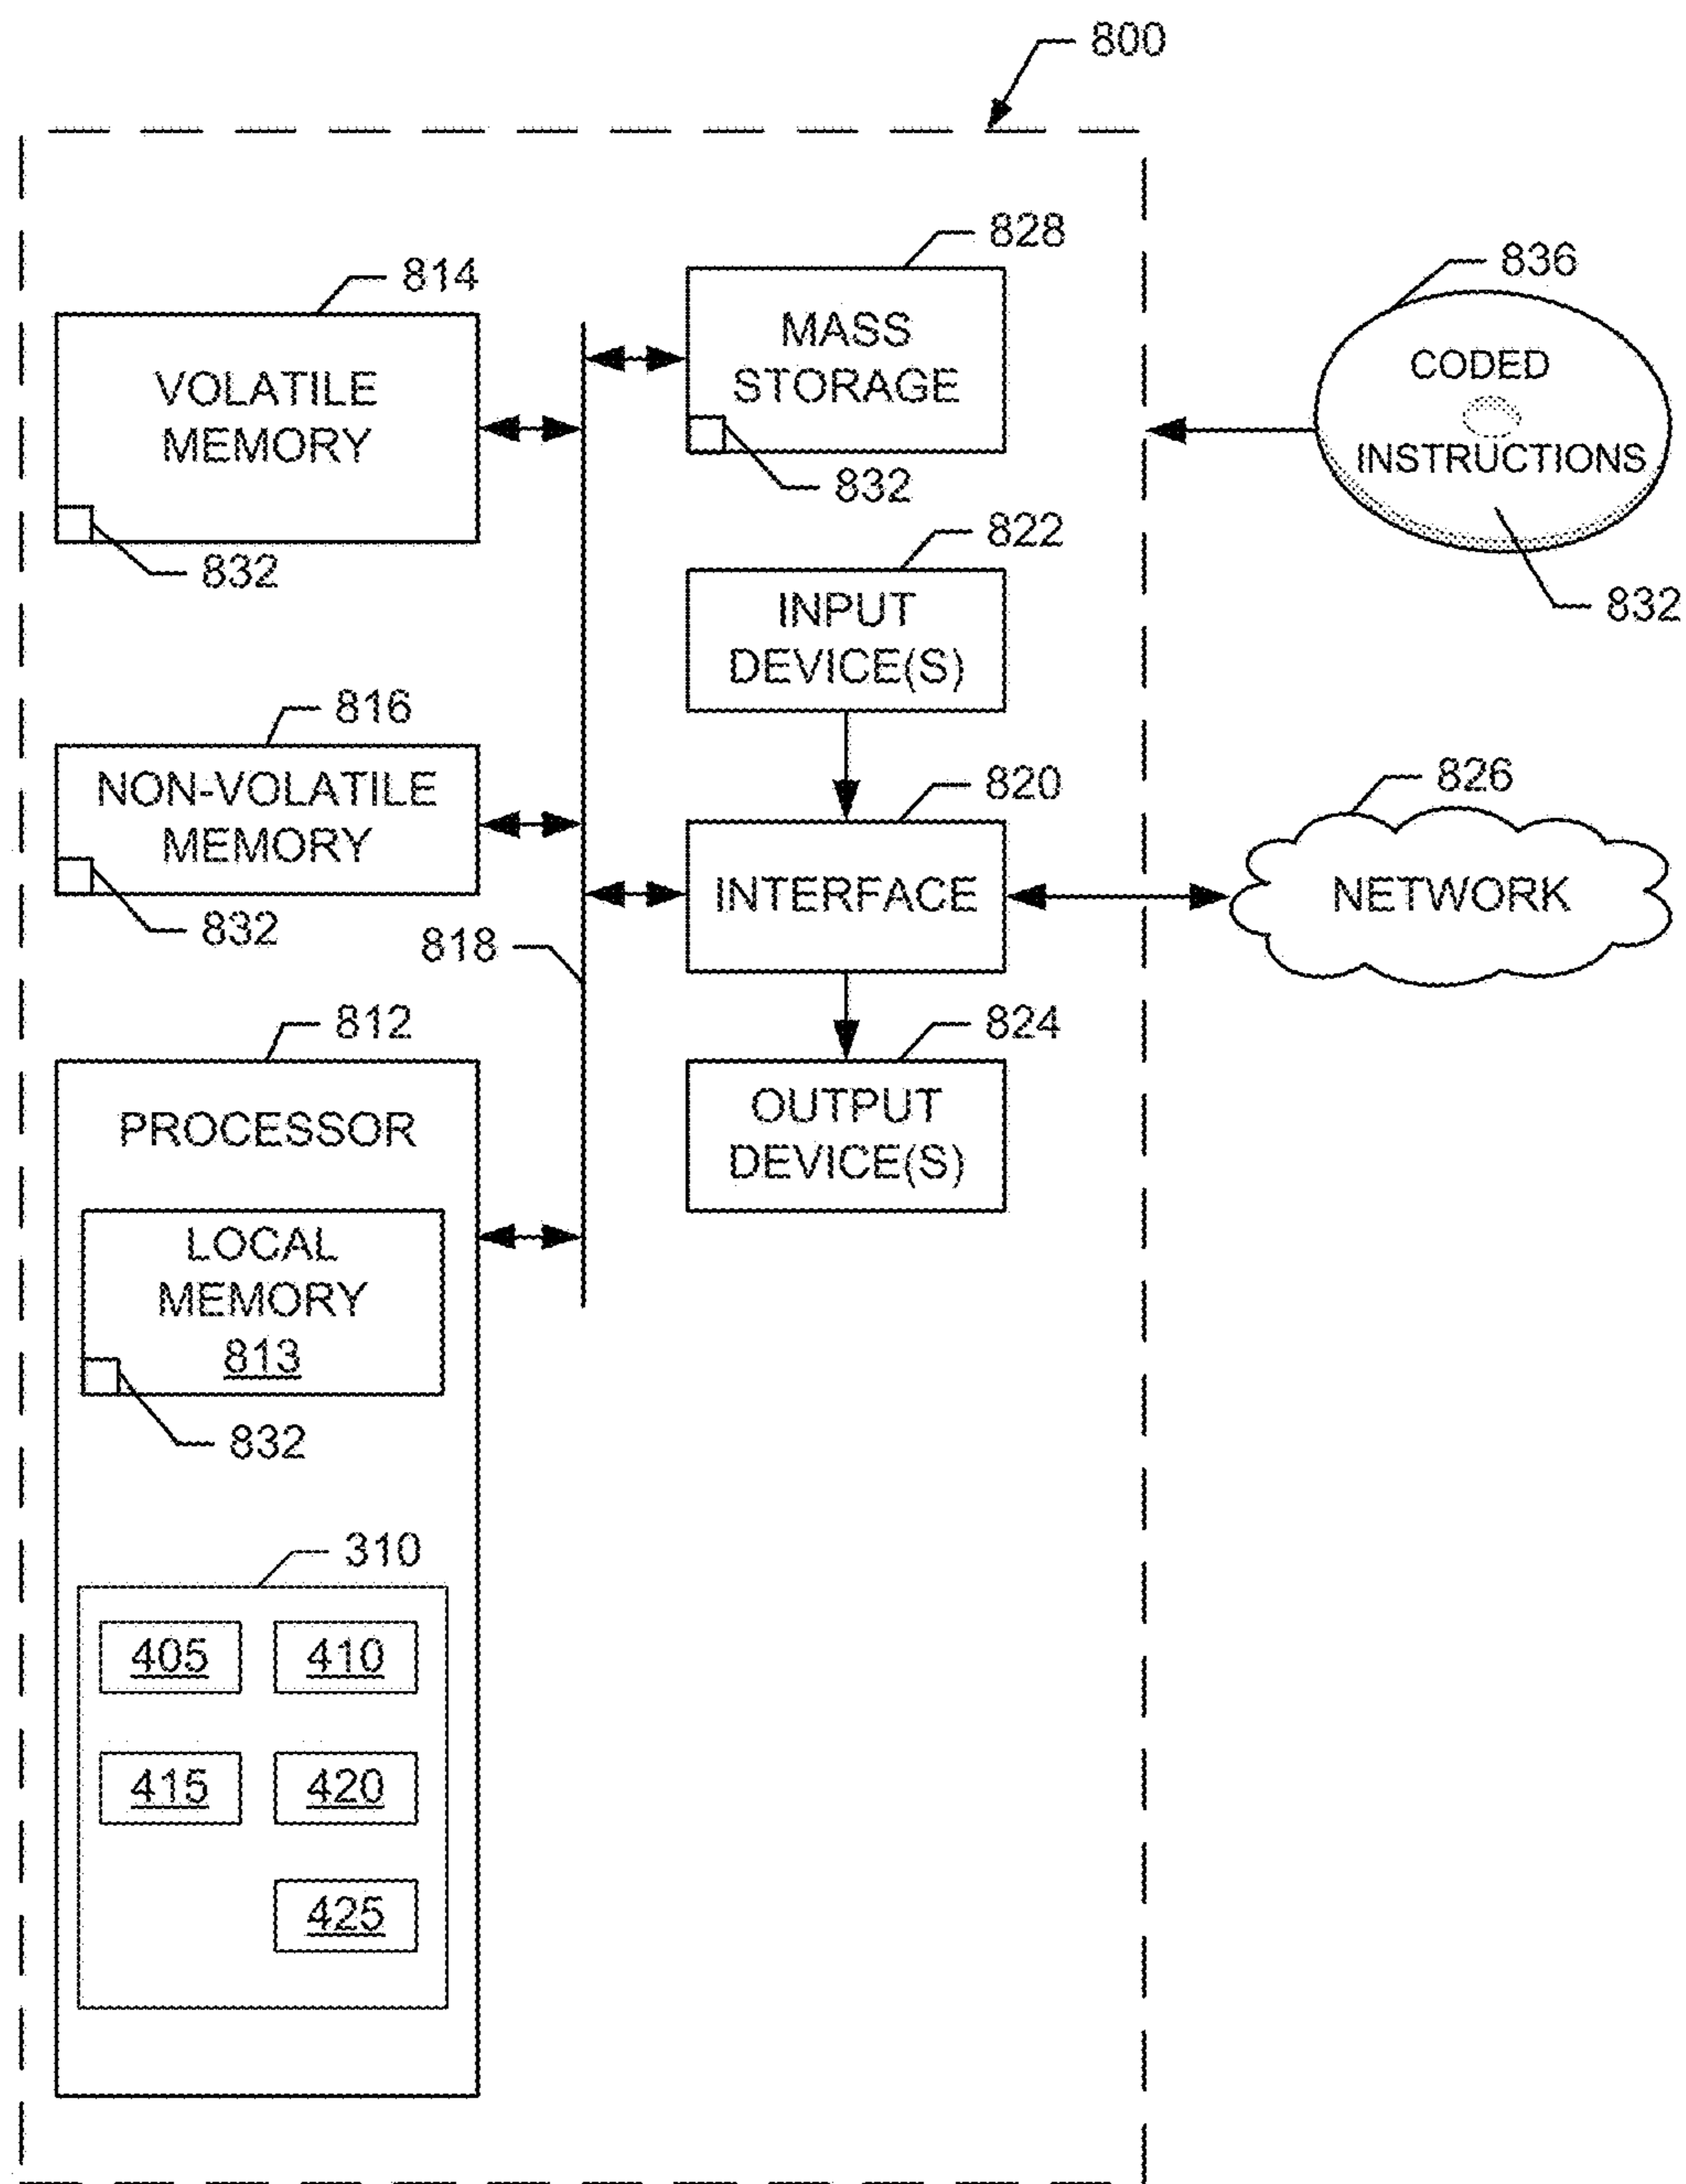 800
828
814
836
MASS
STORAGE
CODED
INSTRUCTIONS
VOLATILE
MEMORY
832
832
832
822
INPUT
DEVICE(S)
816
NON-VOLATILE
MEMORY
832
820
INTERFACE
826
NETWORK
818
812
824
PROCESSOR
OUTPUT
DEVICE(S)
LOCAL
MEMORY
813
832
310
405
410
415
420
425